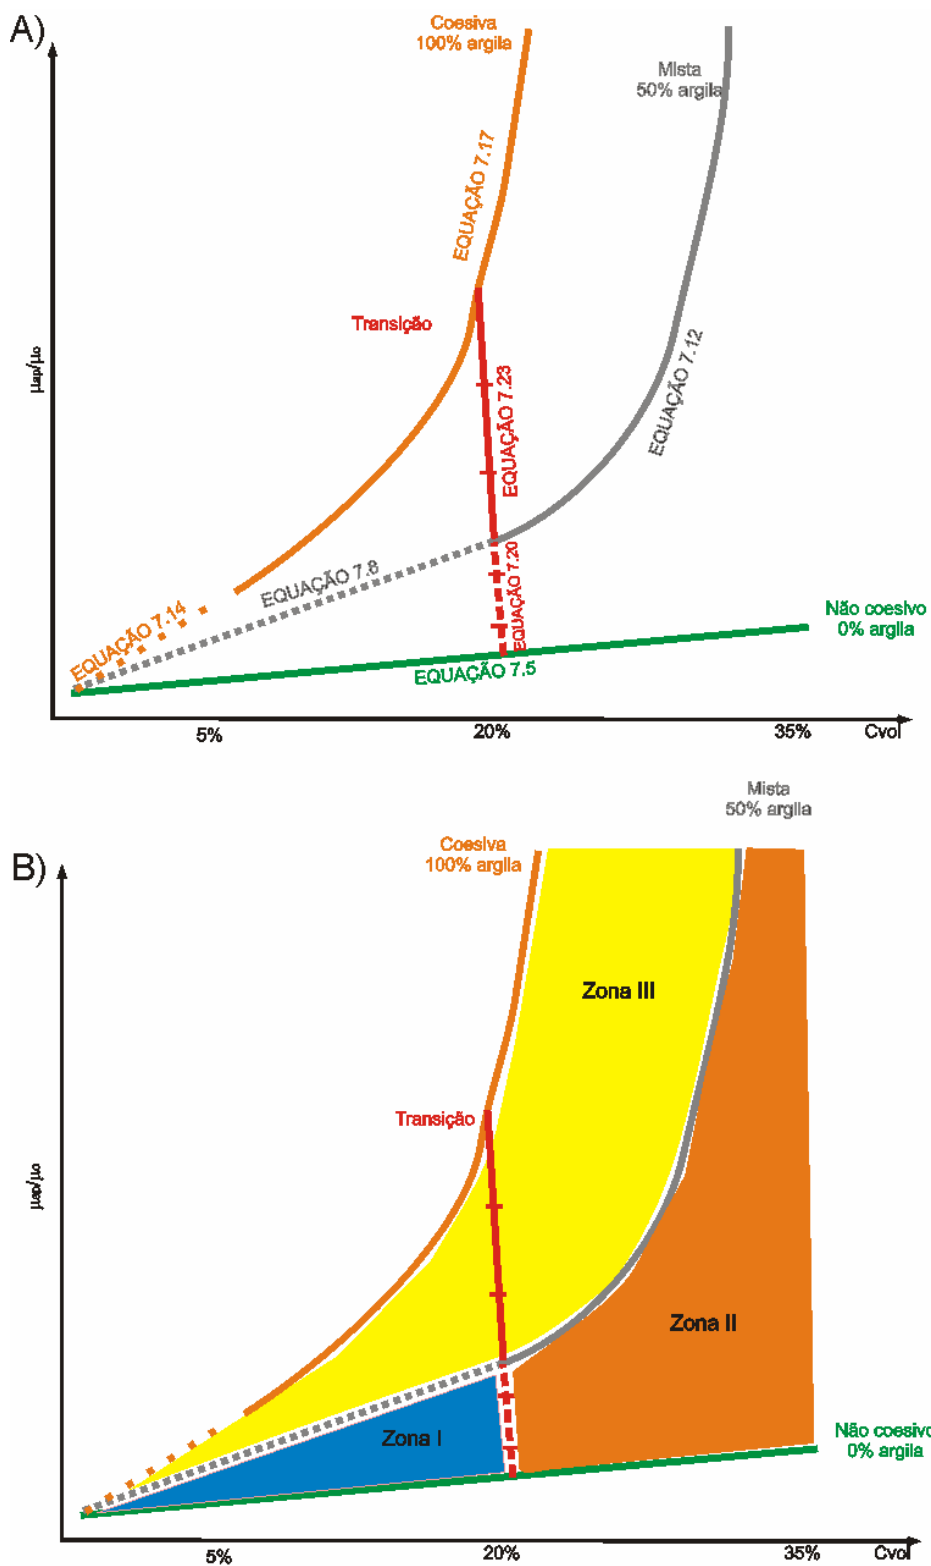 A)
Coesiva
100% argila
Mista
50% argila
EQUAÇÃO 7.17
Transição
µap/µo
EQUAÇÃO 7.23
EQUAÇÃO 7.12
EQUAÇÃO 7.8
EQUAÇÃO 7.20
EQUAÇÃO 7.14
Não coesivo
0% argila
EQUAÇÃO 7.5
5%
20%
35%
Cvol
B)
Mista
50% argila
Coesiva
100% argila
Zona III
Transição
µap/µo
Zona II
Zona I
Não coesivo
0% argila
5%
20%
35%
Cvol